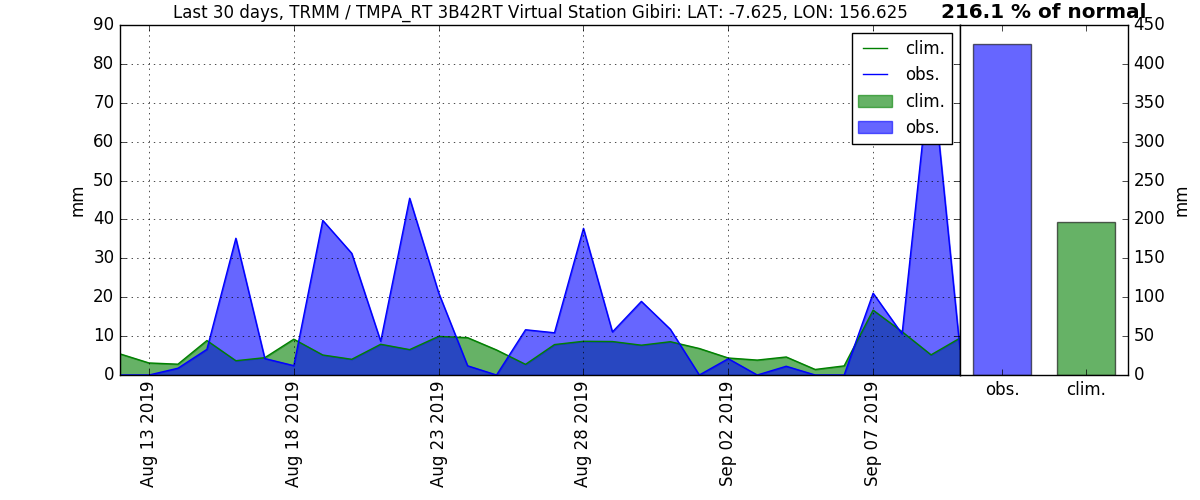 Last 30 days, TRMM / TMPA_RT 3B42RT Virtual Station Gibiri: LAT: -7.625, LON: 156.625
216.1 % of normal
90
80
70
60
50
40
30
20
10
0
mm
clim.
obs.
clim.
obs.
450
400
350
300
250
200
150
100
50
0
mm
obs.
clim.
Aug 13 2019
Aug 18 2019
Aug 23 2019
Aug 28 2019
Sep 02 2019
Sep 07 2019